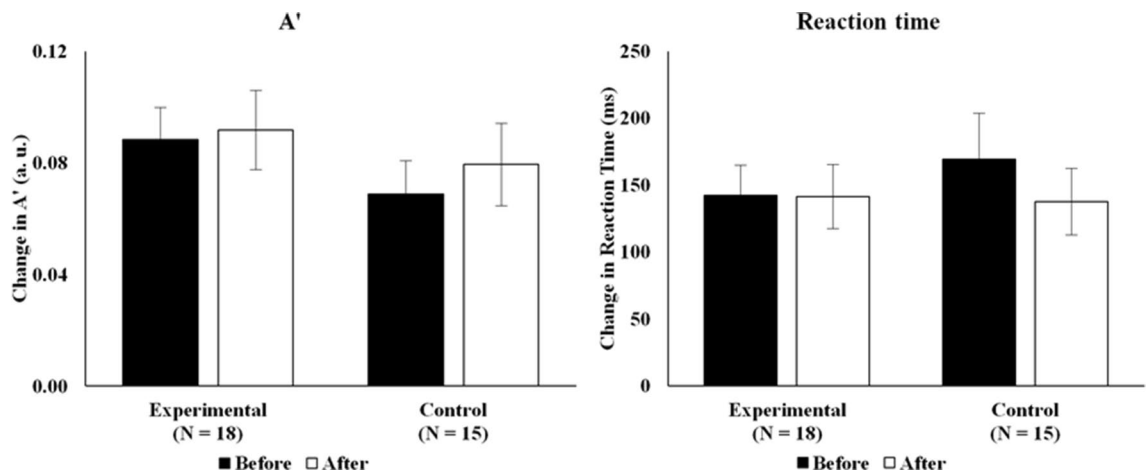 A'
Change in A' (a. u.)
0.12
0.08
0.04
0.00
Experimental
(N = 18)
Control
(N = 15)
Before After
Reaction time
Change in Reaction Time (ms)
250
200
150
100
50
0
Experimental
(N = 18)
Control
(N = 15)
Before After